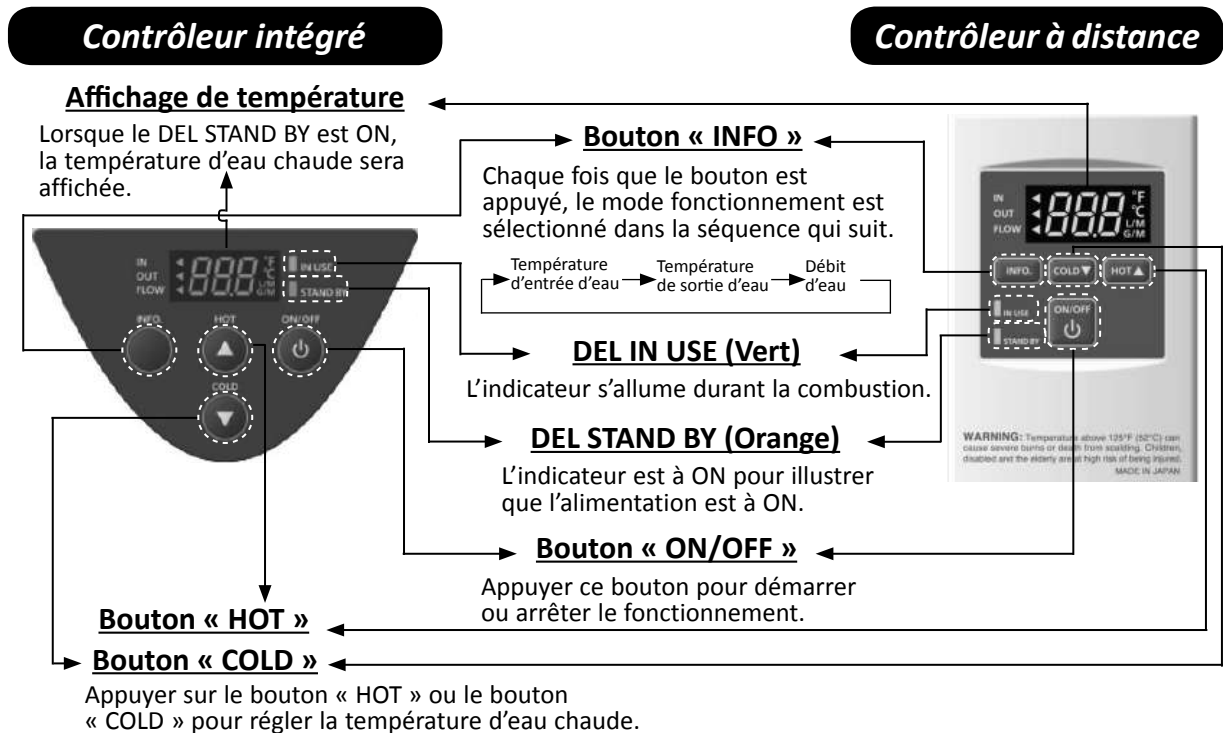 Contrôleur intégré
Contrôleur à distance
Affichage de température
Lorsque le DEL STAND BY est ON,
la température d'eau chaude sera
affichée.
Bouton « INFO »
Chaque fois que le bouton est
appuyé, le mode fonctionnement est
sélectionné dans la séquence qui suit.
Température
d'entrée d'eau
Température
de sortie d'eau
Débit
d'eau
IN
OUT
FLOW
888
°F
°C
L/M
G/M
IN USE
STAND BY
INFO.
HOT
ON/OFF
COLD
IN
OUT
FLOW
888
°F
°C
L/M
G/M
INFO.
COLD▼
HOT▲
IN USE
ON/OFF
STAND BY
DEL IN USE (Vert)
L'indicateur s'allume durant la combustion.
DEL STAND BY (Orange)
L'indicateur est à ON pour illustrer
que l'alimentation est à ON.
WARNING: Temperature above 125°F (52°C) can
cause severe burns or death from scalding. Children,
disabled and the elderly are at high risk of being injured.
MADE IN JAPAN
Bouton « ON/OFF »
Appuyer ce bouton pour démarrer
ou arrêter le fonctionnement.
Bouton « HOT »
Bouton « COLD »
Appuyer sur le bouton « HOT » ou le bouton
« COLD » pour régler la température d'eau chaude.